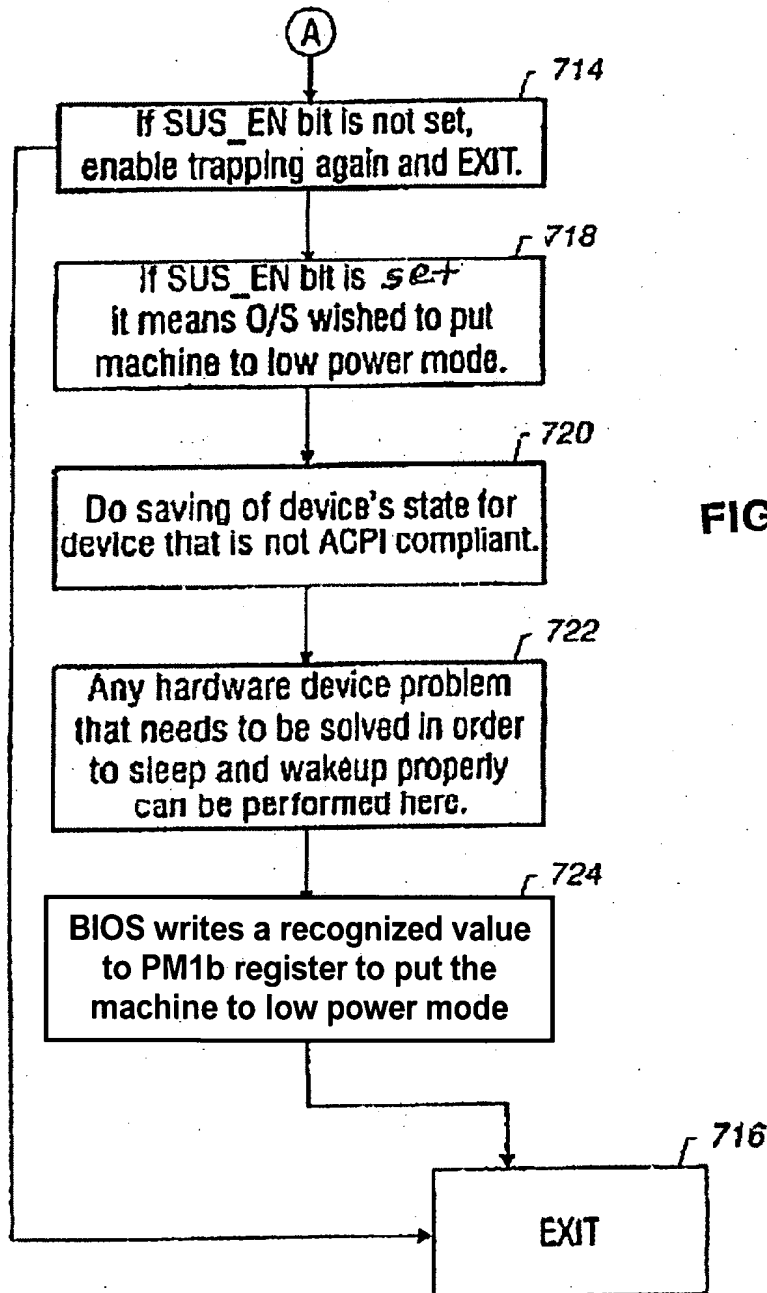 A
714
If SUS_EN bit is not set,
enable trapping again and EXIT.
718
If SUS_EN bit is set
it means O/S wished to put
machine to low power mode.
720
Do saving of device's state for
device that is not ACPI compliant.
FIG
722
Any hardware device problem
that needs to be solved in order
to sleep and wakeup properly
can be performed here.
724
BIOS writes a recognized value
to PM1b register to put the
machine to low power mode
716
EXIT